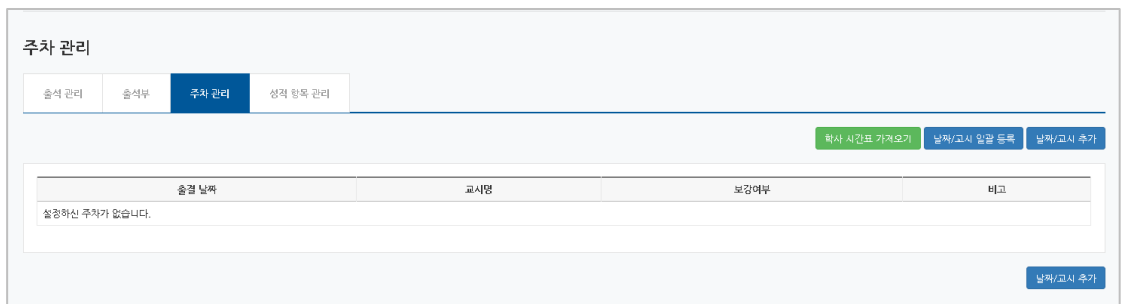 주차 관리
출석 관리 출석부 주차 관리 성적 항목 관리
학사 시간표 가져오기 날짜/교시 일괄 등록 날짜/교시 추가
출결 날짜 교시명 보강여부 비고
설정하신 주차가 없습니다.
날짜/교시 추가